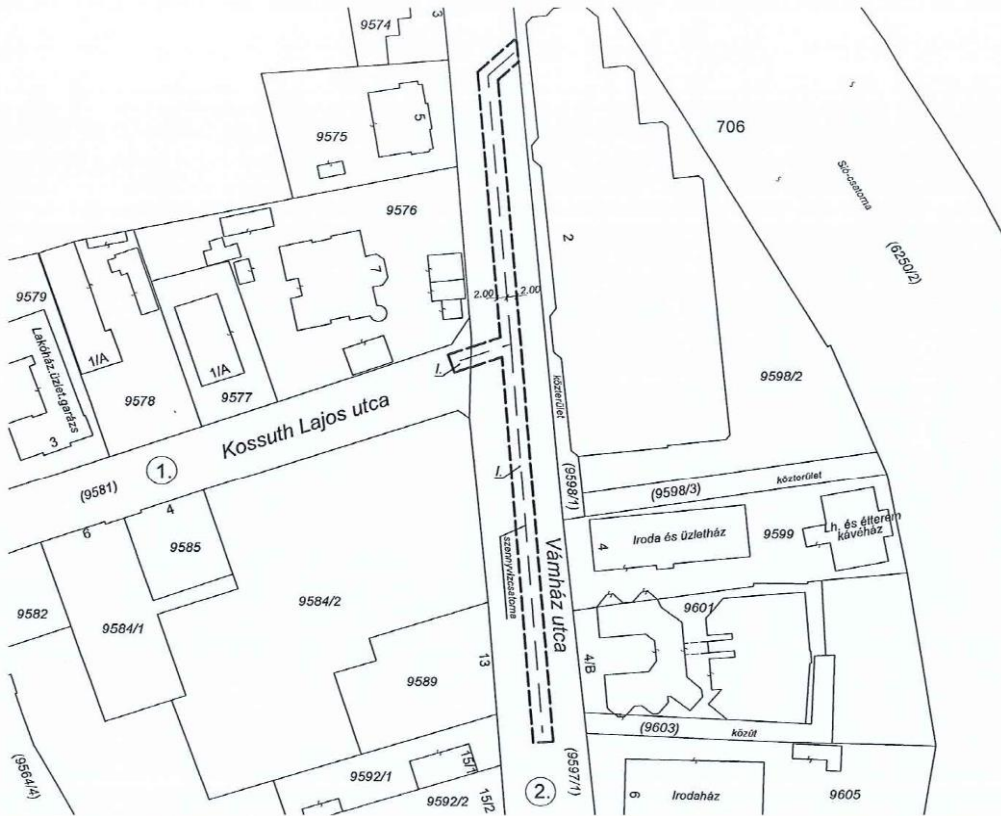 9574
3
5
9575
706
Sió-csatorna
(6250/2)
9576
2
7
9579
2.00
2.00
Lakóház,üzlet,garázs
1/A
1/A
3
9578
9577
I.
Kossuth Lajos utca
közterület
9598/2
(9581)
1.
I.
(9598/1)
(9598/3)
közterület
6
4
9585
szennyvízcsatorna
Vámház utca
4
Iroda és üzletház
9599
Lh. és étterem
kávéház
9582
9584/1
9584/2
9601
4/B
13
9589
(9603)
közút
(9564/4)
9592/1
15/1
9592/2
15/2
2.
(9597/1)
6
Irodaház
9605